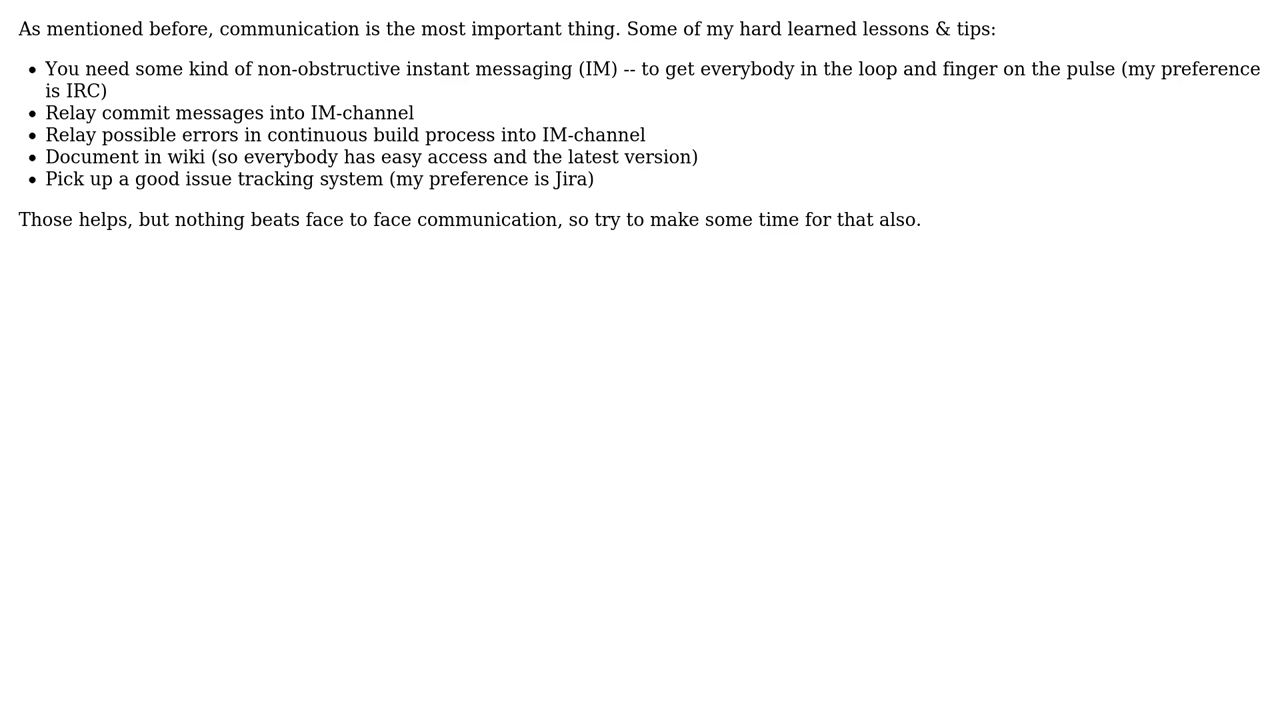 As mentioned before, communication is the most important thing. Some of my hard learned lessons & tips:
• You need some kind of non-obstructive instant messaging (IM) -- to get everybody in the loop and finger on the pulse (my preference
is IRC)
• Relay commit messages into IM-channel
• Relay possible errors in continuous build process into IM-channel
• Document in wiki (so everybody has easy access and the latest version)
• Pick up a good issue tracking system (my preference is Jira)
Those helps, but nothing beats face to face communication, so try to make some time for that also.